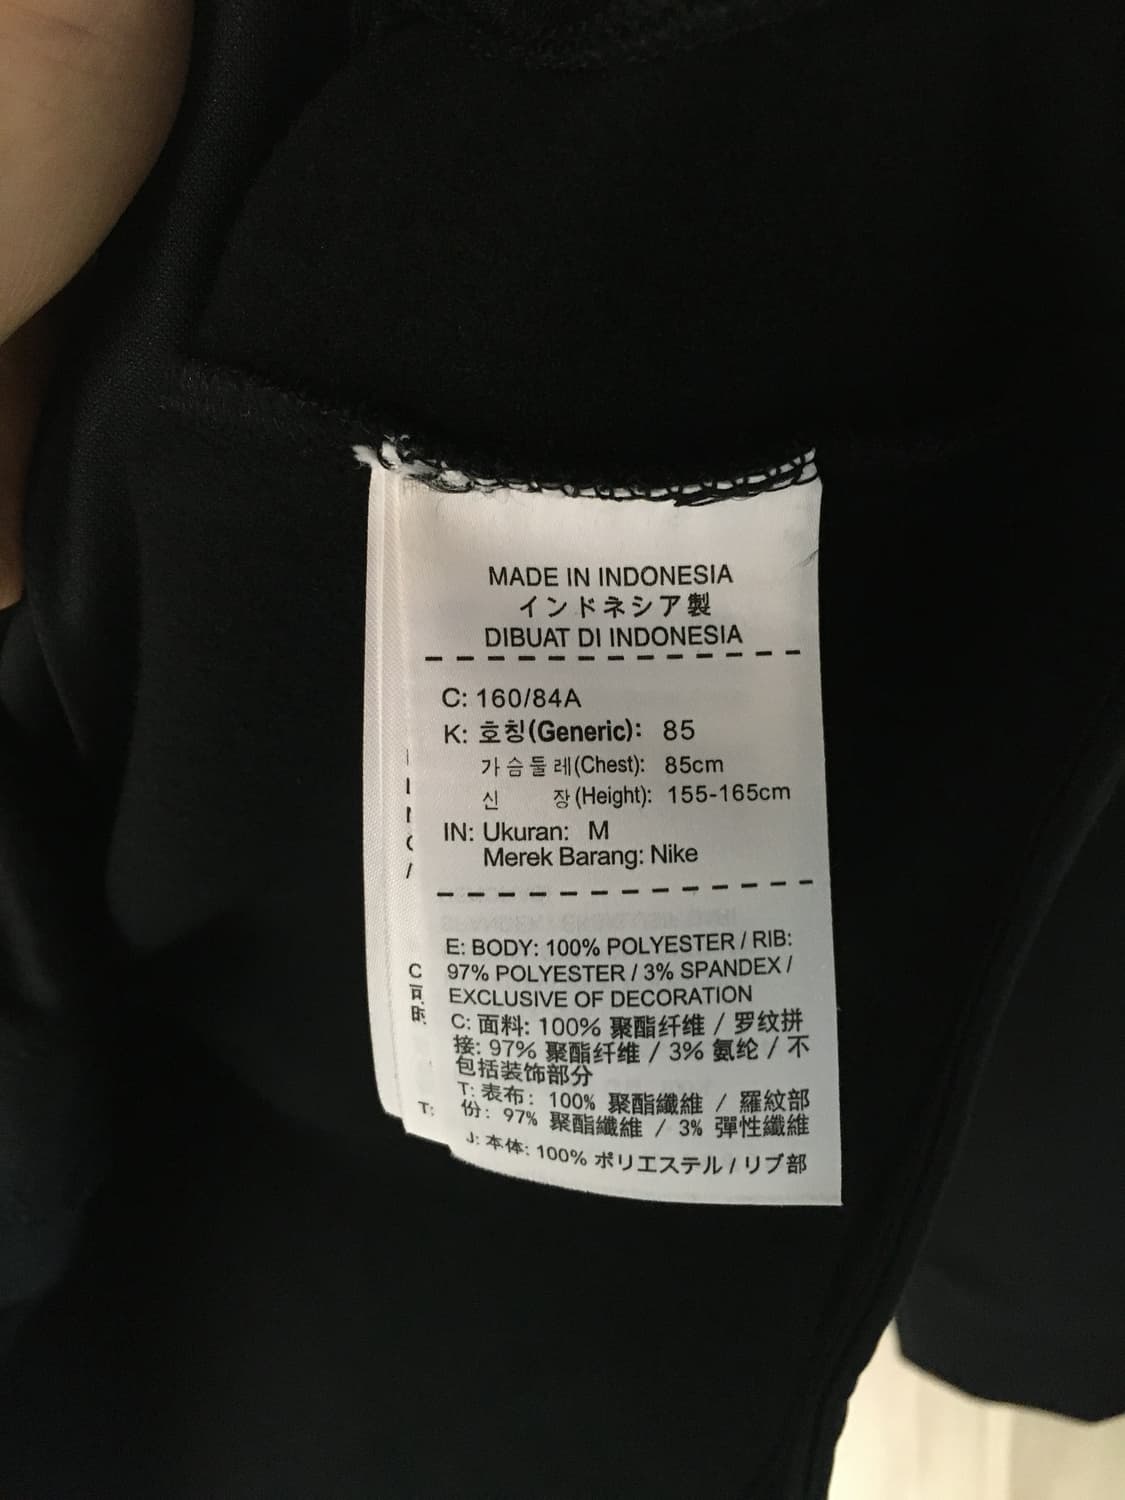 MADE IN INDONESIA
インドネシア製
DIBUAT DI INDONESIA
C: 160/84A
K: 호칭(Generic): 85
가슴둘레(Chest): 85cm
신 장(Height): 155-165cm
IN: Ukuran: M
Merek Barang: Nike
E: BODY: 100% POLYESTER / RIB:
97% POLYESTER / 3% SPANDEX /
EXCLUSIVE OF DECORATION
C: 面料: 100% 聚酯纤维 / 罗纹拼
接: 97% 聚酯纤维 / 3% 氨纶 / 不
包括装饰部分
T: 表布: 100% 聚酯纖維 / 羅紋部
份: 97% 聚酯纖維 / 3% 彈性纖維
J: 本体: 100% ポリエステル / リブ部